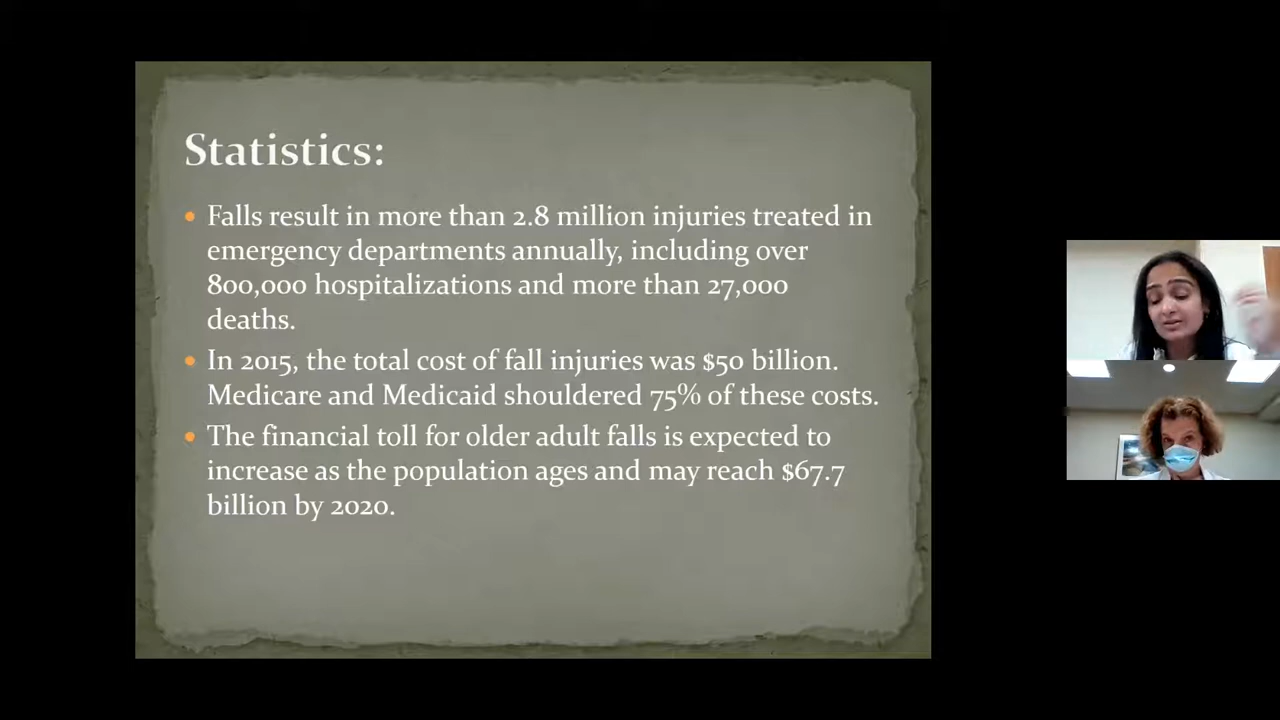 Statistics:
Falls result in more than 2.8 million injuries treated in
emergency departments annually, including over
800,000 hospitalizations and more than 27,000
deaths.
In 2015, the total cost of fall injuries was $50 billion.
Medicare and Medicaid shouldered 75% of these costs.
The financial toll for older adult falls is expected to
increase as the population ages and may reach $67.7
billion by 2020.